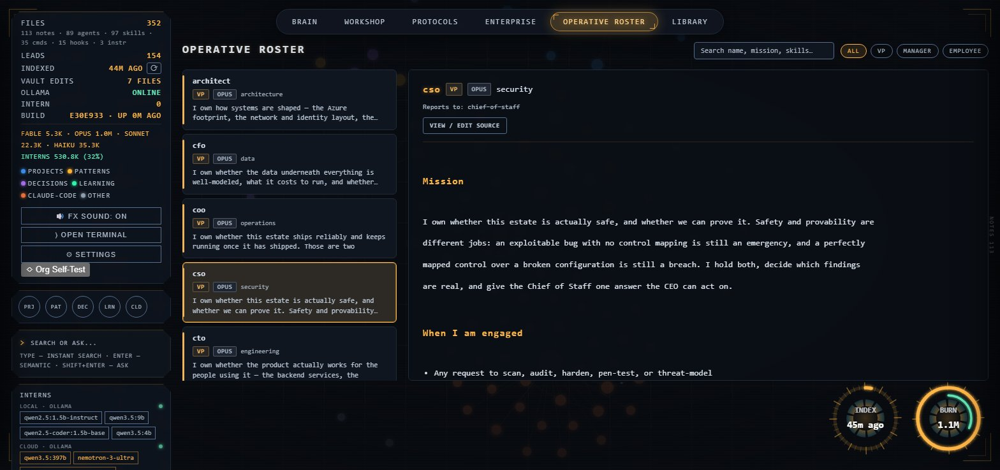 FILES 352
113 notes · 89 agents · 97 skills ·
35 cmds · 15 hooks · 3 instr
LEADS 154
INDEXED 44M AGO
VAULT EDITS 7 FILES
OLLAMA ONLINE
INTERN 0
BUILD E30E933 · UP 0M AGO
FABLE 5.3K · OPUS 1.0M · SONNET
22.3K · HAIKU 35.3K
INTERNS 530.8K (32%)
PROJECTS PATTERNS
DECISIONS LEARNING
CLAUDE-CODE OTHER
FX SOUND: ON
⟩ OPEN TERMINAL
⚙ SETTINGS
◇ Org Self-Test
PRJ PAT DEC LRN CLD
> SEARCH OR ASK...
TYPE — INSTANT SEARCH · ENTER —
SEMANTIC · SHIFT+ENTER — ASK
INTERNS
LOCAL · OLLAMA
qwen2.5:1.5b-instruct qwen3.5:9b
qwen2.5-coder:1.5b-base qwen3.5:4b
CLOUD · OLLAMA
qwen3.5:397b nemotron-3-ultra
BRAIN WORKSHOP PROTOCOLS ENTERPRISE OPERATIVE ROSTER LIBRARY
OPERATIVE ROSTER
Search name, mission, skills…
ALL VP MANAGER EMPLOYEE
architect
VP OPUS architecture
I own how systems are shaped — the Azure
footprint, the network and identity layout, the…
cfo
VP OPUS data
I own whether the data underneath everything is
well-modeled, what it costs to run, and whether…
coo
VP OPUS operations
I own whether this estate ships reliably and keeps
running once it has shipped. Those are two
cso
VP OPUS security
I own whether this estate is actually safe, and
whether we can prove it. Safety and provability…
cto
VP OPUS engineering
I own whether the product actually works for the
people using it — the backend services, the
cso VP OPUS security
Reports to: chief-of-staff
VIEW / EDIT SOURCE
Mission
I own whether this estate is actually safe, and whether we can prove it. Safety and provability are
different jobs: an exploitable bug with no control mapping is still an emergency, and a perfectly
mapped control over a broken configuration is still a breach. I hold both, decide which findings
are real, and give the Chief of Staff one answer the CEO can act on.
When I am engaged
• Any request to scan, audit, harden, pen-test, or threat-model
NOTES 113
INDEX
45m ago
BURN
1.1M